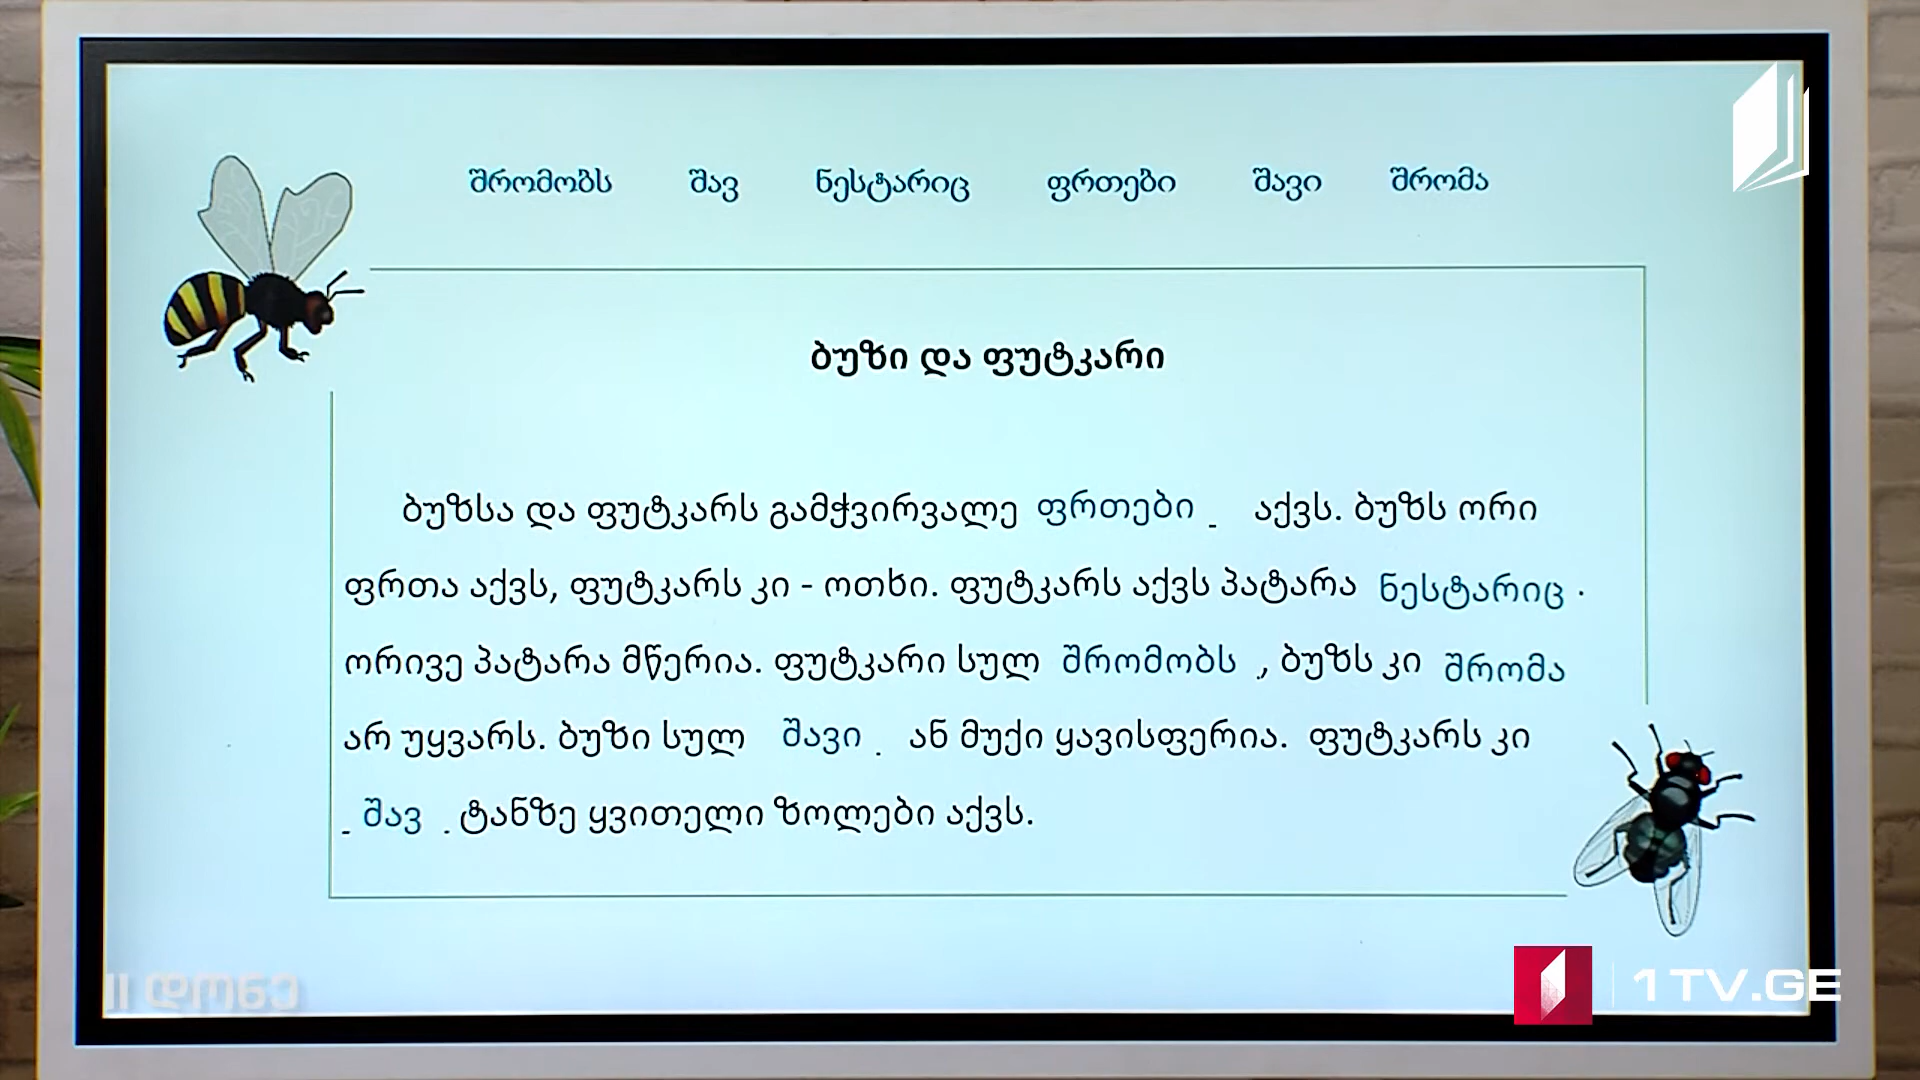 შრომობს შავ ნესტარიც ფრთები შავი შრომა
ბუზი და ფუტკარი
ბუზსა და ფუტკარს გამჭვირვალე ფრთები აქვს. ბუზს ორი
ფრთა აქვს, ფუტკარს კი - ოთხი. ფუტკარს აქვს პატარა ნესტარიც.
ორივე პატარა მწერია. ფუტკარი სულ შრომობს , ბუზს კი შრომა
არ უყვარს. ბუზი სულ შავი ან მუქი ყავისფერია. ფუტკარს კი
შავ ტანზე ყვითელი ზოლები აქვს.
II დონე
1TV.GE